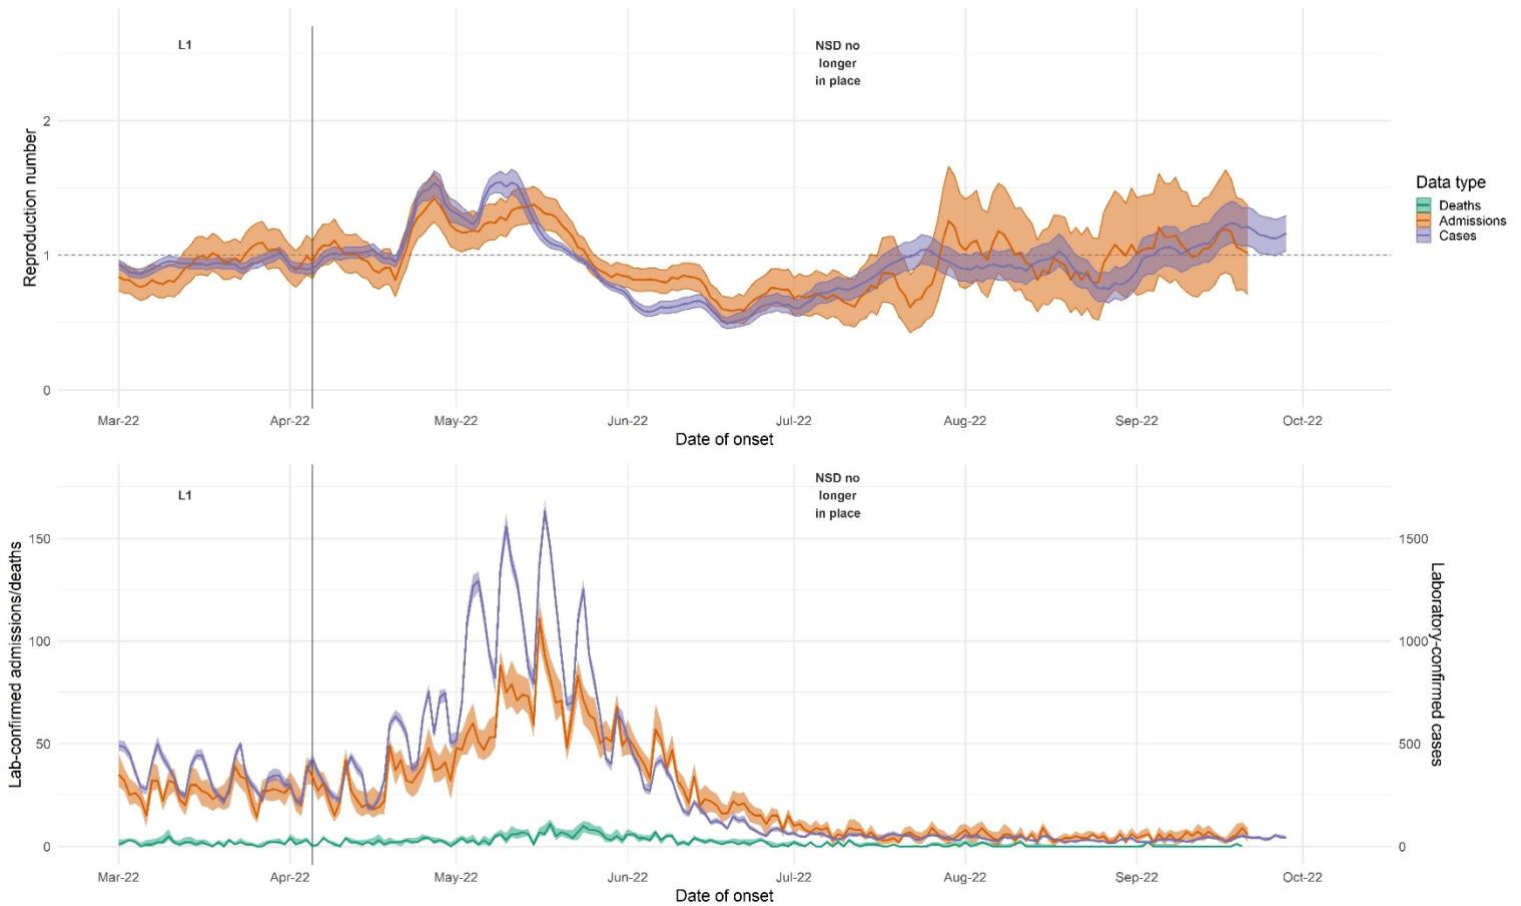 L1
NSD no
longer
in place
Reproduction number
2
1
0
Mar-22
Apr-22
May-22
Jun-22
Jul-22
Aug-22
Sep-22
Oct-22
Date of onset
Data type
Deaths
Admissions
Cases
L1
NSD no
longer
in place
Lab-confirmed admissions/deaths
150
100
50
0
1500
1000
500
0
Laboratory-confirmed cases
Mar-22
Apr-22
May-22
Jun-22
Jul-22
Aug-22
Sep-22
Oct-22
Date of onset